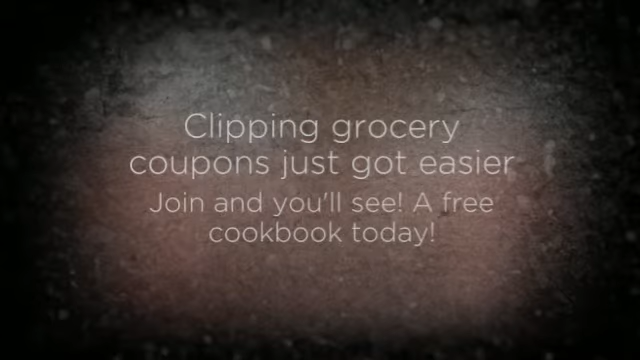 Clipping grocery
coupons just got easier
Join and you'll see! A free
cookbook today!